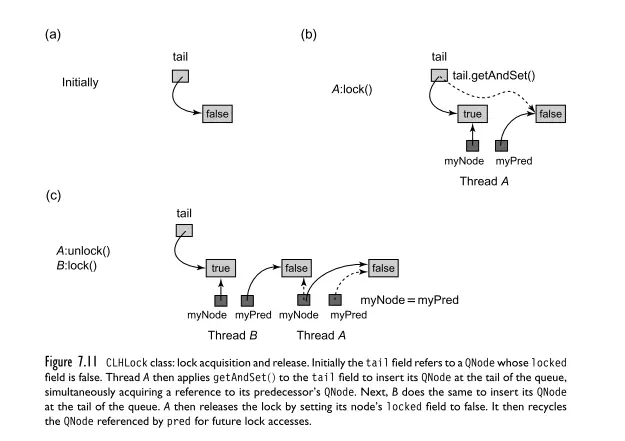 (a)
tail
Initially
false
(b)
tail
tail.getAndSet()
A:lock()
true
false
myNode
myPred
Thread A
(c)
tail
A:unlock()
B:lock()
true
false
false
myNode
myPred
myNode
myPred
myNode = myPred
Thread B
Thread A
Figure 7.11 CLHLock class: lock acquisition and release. Initially the tail field refers to a QNode whose locked
field is false. Thread A then applies getAndSet() to the tail field to insert its QNode at the tail of the queue,
simultaneously acquiring a reference to its predecessor's QNode. Next, B does the same to insert its QNode
at the tail of the queue. A then releases the lock by setting its node's locked field to false. It then recycles
the QNode referenced by pred for future lock accesses.